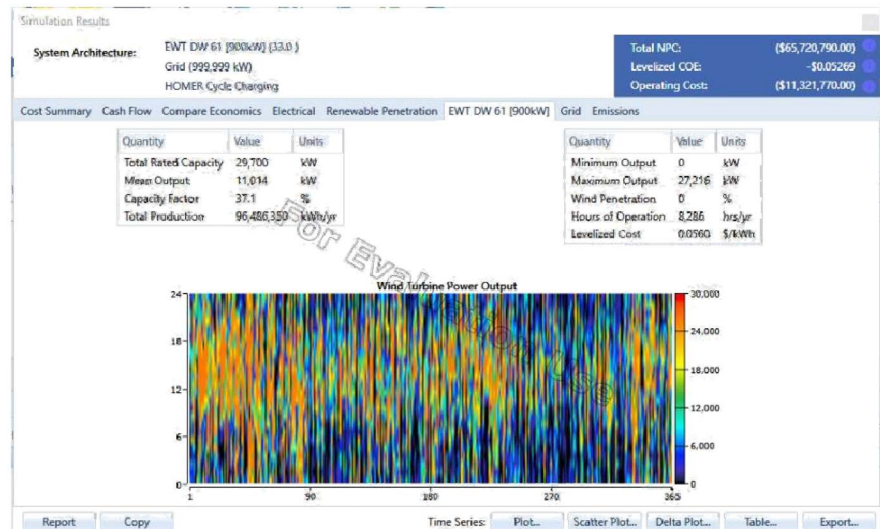 Simulation Results
System Architecture:
EWT DW 61 [900kW] (33.0 )
Grid (999,999 kW)
HOMER Cycle Charging
Total NPC: ($65,720,790.00)
Levelized COE: -$0.05269
Operating Cost: ($11,321,770.00)
Cost Summary Cash Flow Compare Economics Electrical Renewable Penetration EWT DW 61 [900kW] Grid Emissions
Quantity Value Units
Total Rated Capacity 29,700 kW
Mean Output 11,014 kW
Capacity Factor 37.1 %
Total Production 96,486,350 kWh/yr
Quantity Value Units
Minimum Output 0 kW
Maximum Output 27,216 kW
Wind Penetration 0 %
Hours of Operation 8,286 hrs/yr
Levelized Cost 0.0560 $/kWh
For Evaluation Use
Wind Turbine Power Output
24
18
12
6
0
1 90 180 270 365
30,000
24,000
18,000
12,000
6,000
0
Report Copy Time Series: Plot... Scatter Plot... Delta Plot... Table... Export...